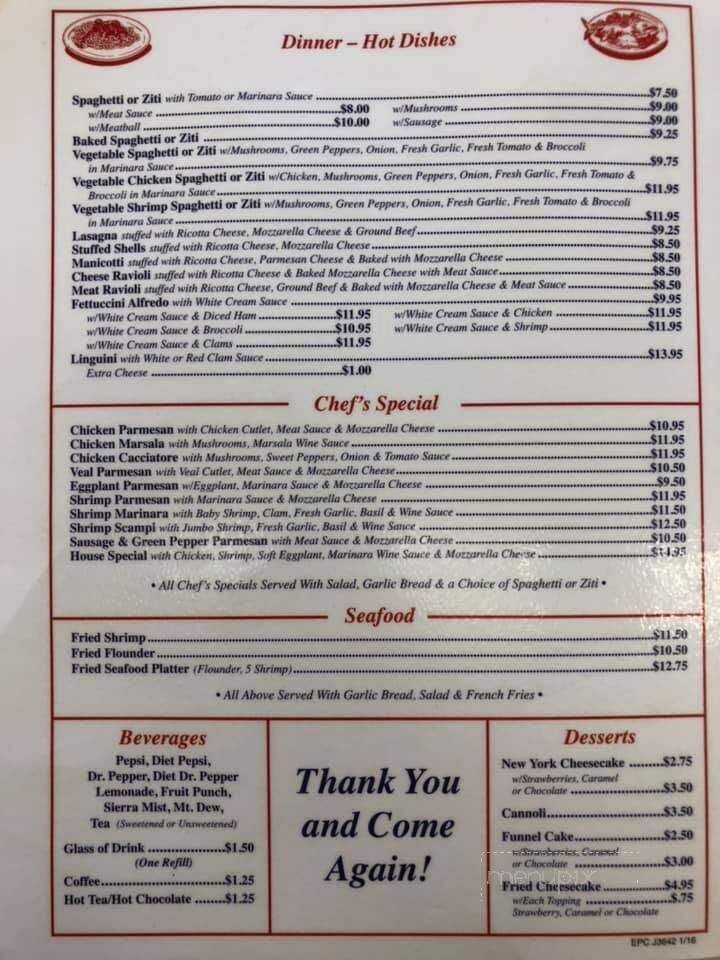 Dinner – Hot Dishes
Spaghetti or Ziti with Tomato or Marinara Sauce $7.50
w/Meat Sauce $8.00 w/Mushrooms $9.00
w/Meatball $10.00 w/Sausage $9.00
Baked Spaghetti or Ziti $9.25
Vegetable Spaghetti or Ziti w/Mushrooms, Green Peppers, Onion, Fresh Garlic, Fresh Tomato & Broccoli
in Marinara Sauce $9.75
Vegetable Chicken Spaghetti or Ziti w/Chicken, Mushrooms, Green Peppers, Onion, Fresh Garlic, Fresh Tomato &
Broccoli in Marinara Sauce $11.95
Vegetable Shrimp Spaghetti or Ziti w/Mushrooms, Green Peppers, Onion, Fresh Garlic, Fresh Tomato & Broccoli
in Marinara Sauce $11.95
Lasagna stuffed with Ricotta Cheese, Mozzarella Cheese & Ground Beef $9.25
Stuffed Shells stuffed with Ricotta Cheese, Mozzarella Cheese $8.50
Manicotti stuffed with Ricotta Cheese, Parmesan Cheese & Baked with Mozzarella Cheese $8.50
Cheese Ravioli stuffed with Ricotta Cheese & Baked Mozzarella Cheese with Meat Sauce $8.50
Meat Ravioli stuffed with Ricotta Cheese, Ground Beef & Baked with Mozzarella Cheese & Meat Sauce $8.50
Fettuccini Alfredo with White Cream Sauce $9.95
w/White Cream Sauce & Diced Ham $11.95 w/White Cream Sauce & Chicken $11.95
w/White Cream Sauce & Broccoli $10.95 w/White Cream Sauce & Shrimp $11.95
w/White Cream Sauce & Clams $11.95
Linguini with White or Red Clam Sauce $13.95
Extra Cheese $1.00
Chef's Special
Chicken Parmesan with Chicken Cutlet, Meat Sauce & Mozzarella Cheese $10.95
Chicken Marsala with Mushrooms, Marsala Wine Sauce $11.95
Chicken Cacciatore with Mushrooms, Sweet Peppers, Onion & Tomato Sauce $11.95
Veal Parmesan with Veal Cutlet, Meat Sauce & Mozzarella Cheese $10.50
Eggplant Parmesan w/Eggplant, Marinara Sauce & Mozzarella Cheese $9.50
Shrimp Parmesan with Marinara Sauce & Mozzarella Cheese $11.95
Shrimp Marinara with Baby Shrimp, Clam, Fresh Garlic, Basil & Wine Sauce $11.50
Shrimp Scampi with Jumbo Shrimp, Fresh Garlic, Basil & Wine Sauce $12.50
Sausage & Green Pepper Parmesan with Meat Sauce & Mozzarella Cheese $10.50
House Special with Chicken, Shrimp, Soft Eggplant, Marinara Wine Sauce & Mozzarella Cheese
• All Chef's Specials Served With Salad, Garlic Bread & a Choice of Spaghetti or Ziti •
Seafood
Fried Shrimp $11.50
Fried Flounder $10.50
Fried Seafood Platter (Flounder, 5 Shrimp) $12.75
• All Above Served With Garlic Bread, Salad & French Fries •
Beverages
Pepsi, Diet Pepsi,
Dr. Pepper, Diet Dr. Pepper
Lemonade, Fruit Punch,
Sierra Mist, Mt. Dew,
Tea (Sweetened or Unsweetened)
Glass of Drink $1.50
(One Refill)
Coffee $1.25
Hot Tea/Hot Chocolate $1.25
Thank You
and Come
Again!
Desserts
New York Cheesecake $2.75
w/Strawberries, Caramel
or Chocolate $3.50
Cannoli $3.50
Funnel Cake $2.50
w/Strawberries, Caramel
or Chocolate $3.00
Fried Cheesecake $4.95
w/Each Topping $.75
Strawberry, Caramel or Chocolate
menupix
EPC J3642 1/16